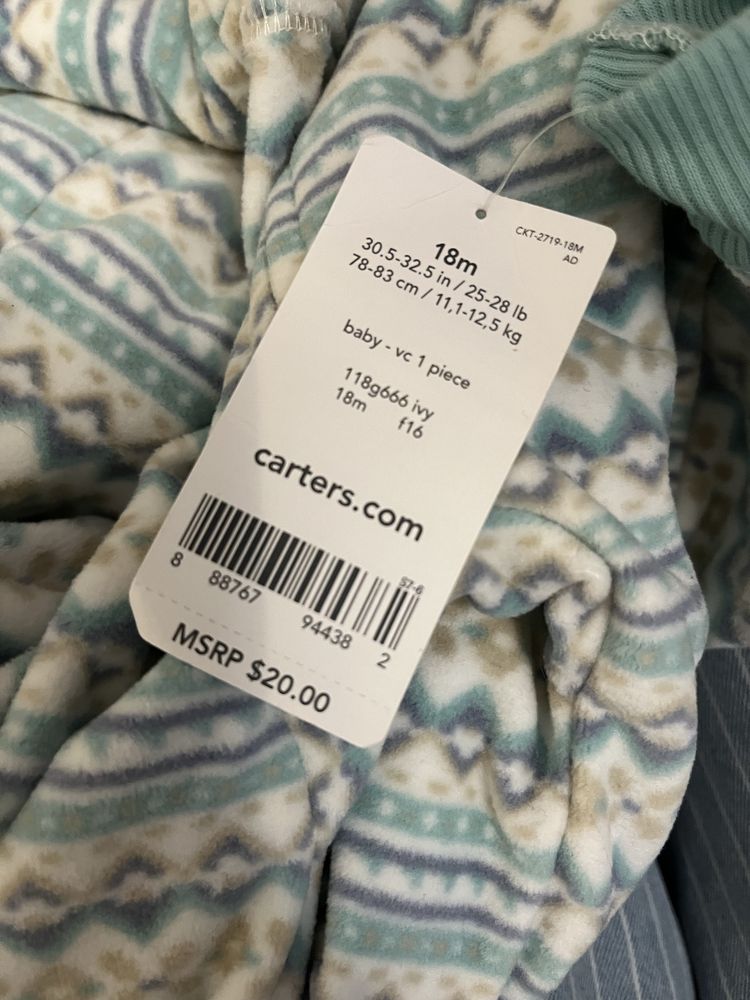 CKT-2719-18M
AD
18m
30.5-32.5 in / 25-28 lb
78-83 cm / 11,1-12,5 kg
baby - vc 1 piece
118g666 ivy
18m f16
carters.com
57-8
8 88767 94438 2
MSRP $20.00